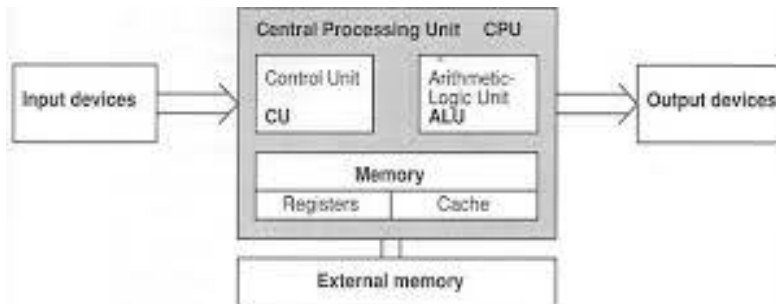 Central Processing Unit CPU
Input devices
Control Unit
CU
Arithmetic-
Logic Unit
ALU
Output devices
Memory
Registers
Cache
External memory